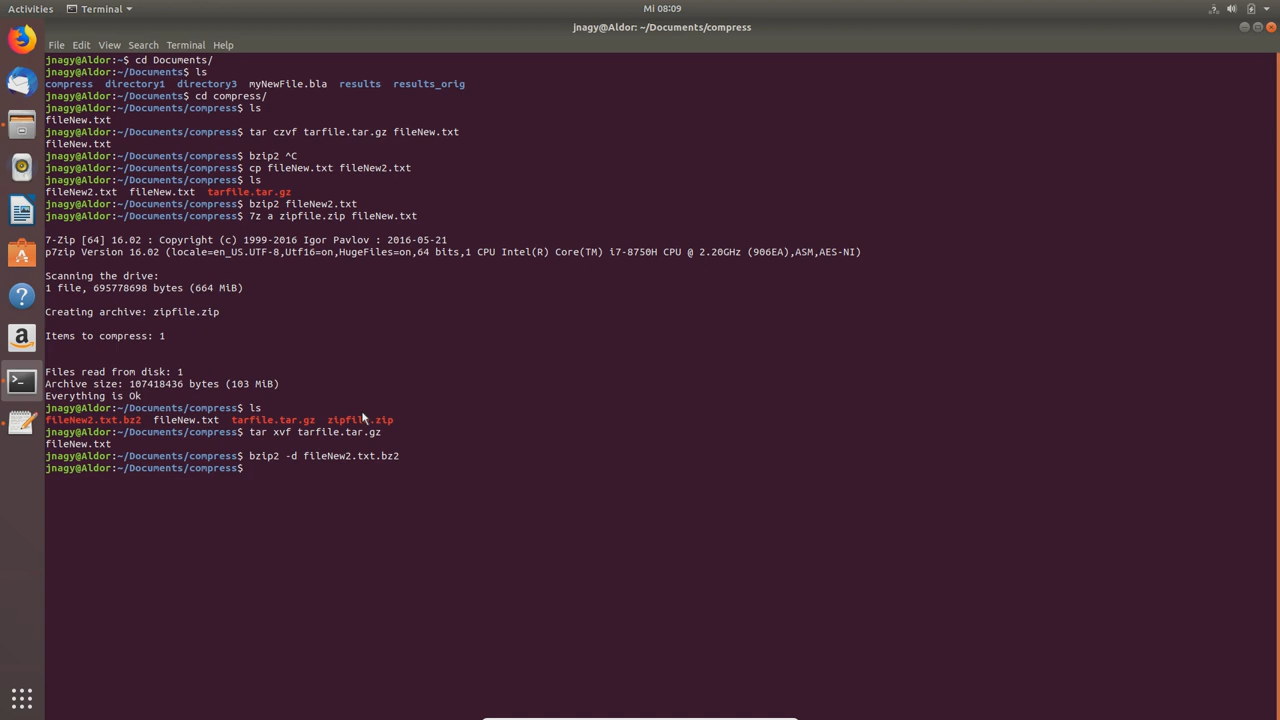 Activities
Terminal
Mi 08:09
jnagy@Aldor: ~/Documents/compress
File Edit View Search Terminal Help
jnagy@Aldor:~$ cd Documents/
jnagy@Aldor:~/Documents$ ls
compress directory1 directory3 myNewFile.bla results results_orig
jnagy@Aldor:~/Documents$ cd compress/
jnagy@Aldor:~/Documents/compress$ ls
fileNew.txt
jnagy@Aldor:~/Documents/compress$ tar czvf tarfile.tar.gz fileNew.txt
fileNew.txt
jnagy@Aldor:~/Documents/compress$ bzip2 ^C
jnagy@Aldor:~/Documents/compress$ cp fileNew.txt fileNew2.txt
jnagy@Aldor:~/Documents/compress$ ls
fileNew2.txt fileNew.txt tarfile.tar.gz
jnagy@Aldor:~/Documents/compress$ bzip2 fileNew2.txt
jnagy@Aldor:~/Documents/compress$ 7z a zipfile.zip fileNew.txt
7-Zip [64] 16.02 : Copyright (c) 1999-2016 Igor Pavlov : 2016-05-21
p7zip Version 16.02 (locale=en_US.UTF-8,Utf16=on,HugeFiles=on,64 bits,1 CPU Intel(R) Core(TM) i7-8750H CPU @ 2.20GHz (906EA),ASM,AES-NI)
Scanning the drive:
1 file, 695778698 bytes (664 MiB)
Creating archive: zipfile.zip
Items to compress: 1
Files read from disk: 1
Archive size: 107418436 bytes (103 MiB)
Everything is Ok
jnagy@Aldor:~/Documents/compress$ ls
fileNew2.txt.bz2 fileNew.txt tarfile.tar.gz zipfile.zip
jnagy@Aldor:~/Documents/compress$ tar xvf tarfile.tar.gz
fileNew.txt
jnagy@Aldor:~/Documents/compress$ bzip2 -d fileNew2.txt.bz2
jnagy@Aldor:~/Documents/compress$